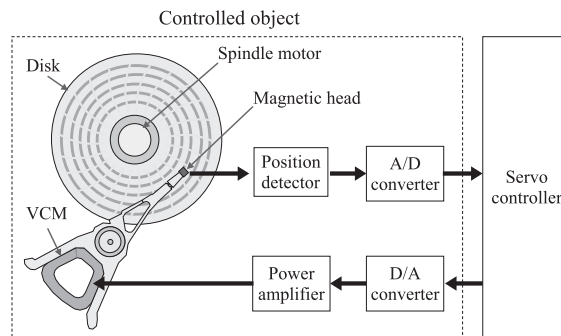 Controlled object
Spindle motor
Disk
Magnetic head
Position
detector
A/D
converter
Servo
controller
VCM
Power
amplifier
D/A
converter